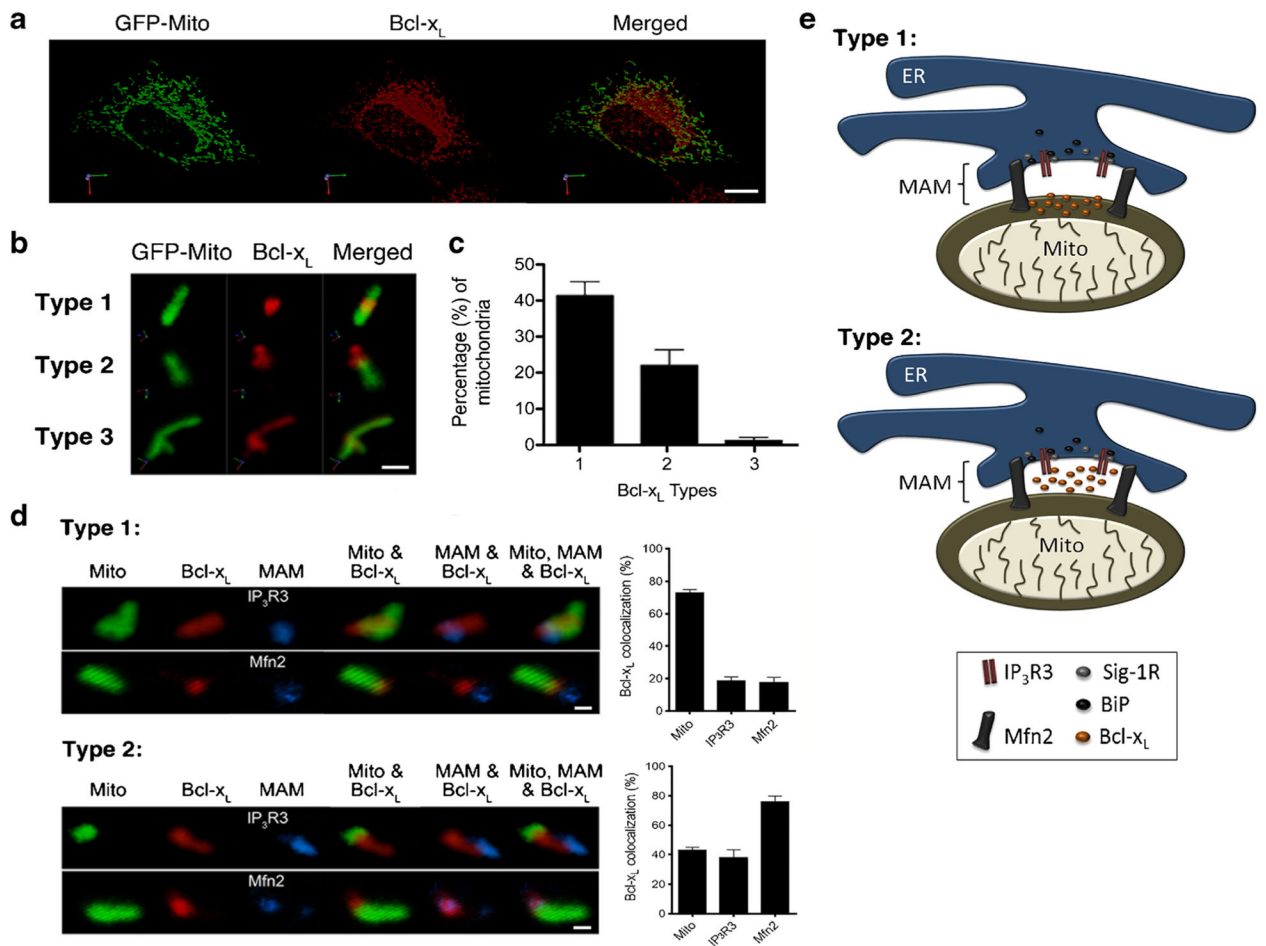 a
GFP-Mito Bcl-xL Merged
b
GFP-Mito Bcl-xL Merged
Type 1
Type 2
Type 3
c
Percentage (%) of
mitochondria
50
40
30
20
10
0
1 2 3
Bcl-xL Types
d
Type 1:
Mito Bcl-xL MAM Mito & Bcl-xL MAM & Bcl-xL Mito, MAM & Bcl-xL
IP3R3
Mfn2
Bcl-xL colocalization (%)
100
80
60
40
20
0
Mito IP3R3 Mfn2
Type 2:
Mito Bcl-xL MAM Mito & Bcl-xL MAM & Bcl-xL Mito, MAM & Bcl-xL
IP3R3
Mfn2
Bcl-xL colocalization (%)
100
80
60
40
20
0
Mito IP3R3 Mfn2
e
Type 1:
ER
MAM
Mito
Type 2:
ER
MAM
Mito
IP3R3 Sig-1R
BiP
Mfn2 Bcl-xL